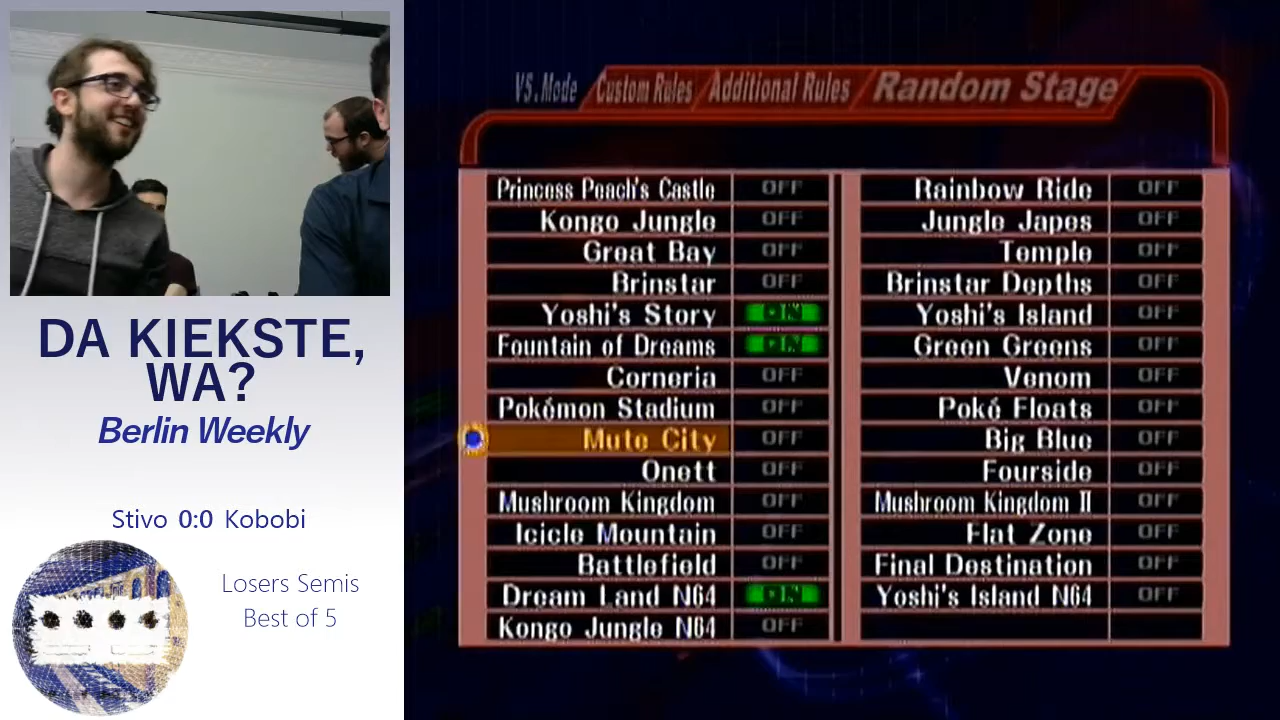 VS. Mode Custom Rules Additional Rules Random Stage
Princess Peach's Castle OFF Rainbow Ride OFF
Kongo Jungle OFF Jungle Japes OFF
Great Bay OFF Temple OFF
Brinstar OFF Brinstar Depths OFF
Yoshi's Story ON Yoshi's Island OFF
Fountain of Dreams ON Green Greens OFF
Corneria OFF Venom OFF
Pokémon Stadium OFF Poké Floats OFF
Mute City OFF Big Blue OFF
Onett OFF Fourside OFF
Mushroom Kingdom OFF Mushroom Kingdom II OFF
Icicle Mountain OFF Flat Zone OFF
Battlefield OFF Final Destination OFF
Dream Land N64 ON Yoshi's Island N64 OFF
Kongo Jungle N64 OFF
DA KIEKSTE,
WA?
Berlin Weekly
Stivo 0:0 Kobobi
Losers Semis
Best of 5